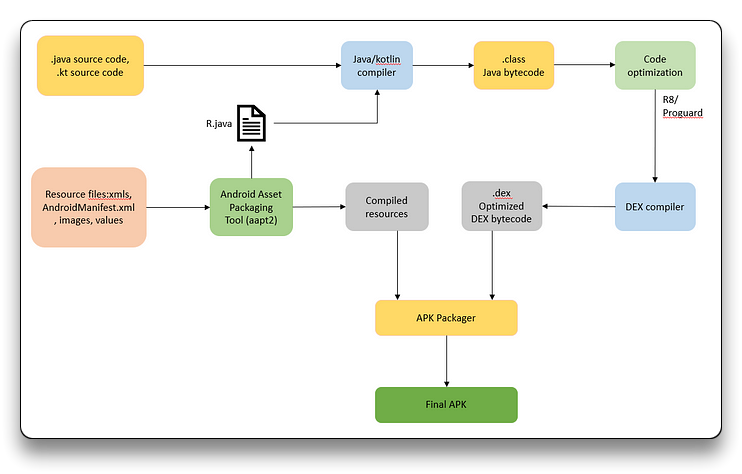 .java source code,
.kt source code
Java/kotlin
compiler
.class
Java bytecode
Code
optimization
R8/
Proguard
R.java
Resource files:xmls,
AndroidManifest.xml
, images, values
Android Asset
Packaging
Tool (aapt2)
Compiled
resources
.dex
Optimized
DEX bytecode
DEX compiler
APK Packager
Final APK